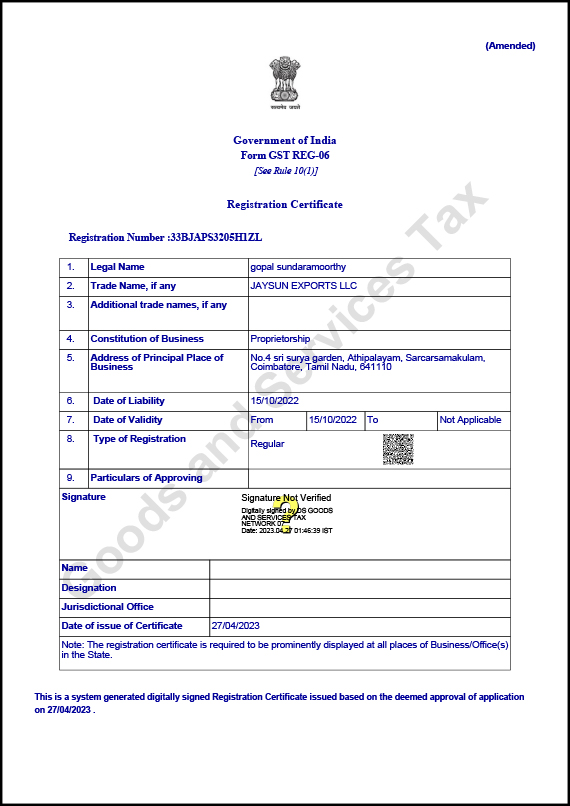 (Amended)
सत्यमेव जयते
Government of India
Form GST REG-06
[See Rule 10(1)]
Registration Certificate
Registration Number :33BJAPS3205H1ZL
1. Legal Name gopal sundaramoorthy
2. Trade Name, if any JAYSUN EXPORTS LLC
3. Additional trade names, if any
4. Constitution of Business Proprietorship
5. Address of Principal Place of
Business
No.4 sri surya garden, Athipalayam, Sarcarsamakulam,
Coimbatore, Tamil Nadu, 641110
6. Date of Liability 15/10/2022
7. Date of Validity From 15/10/2022 To Not Applicable
8. Type of Registration Regular
9. Particulars of Approving
Signature
Signature Not Verified
Digitally signed by DS GOODS
AND SERVICES TAX
NETWORK 07
Date: 2023.04.27 01:46:39 IST
Name
Designation
Jurisdictional Office
Date of issue of Certificate 27/04/2023
Note: The registration certificate is required to be prominently displayed at all places of Business/Office(s)
in the State.
This is a system generated digitally signed Registration Certificate issued based on the deemed approval of application
on 27/04/2023 .
Goods and Services Tax